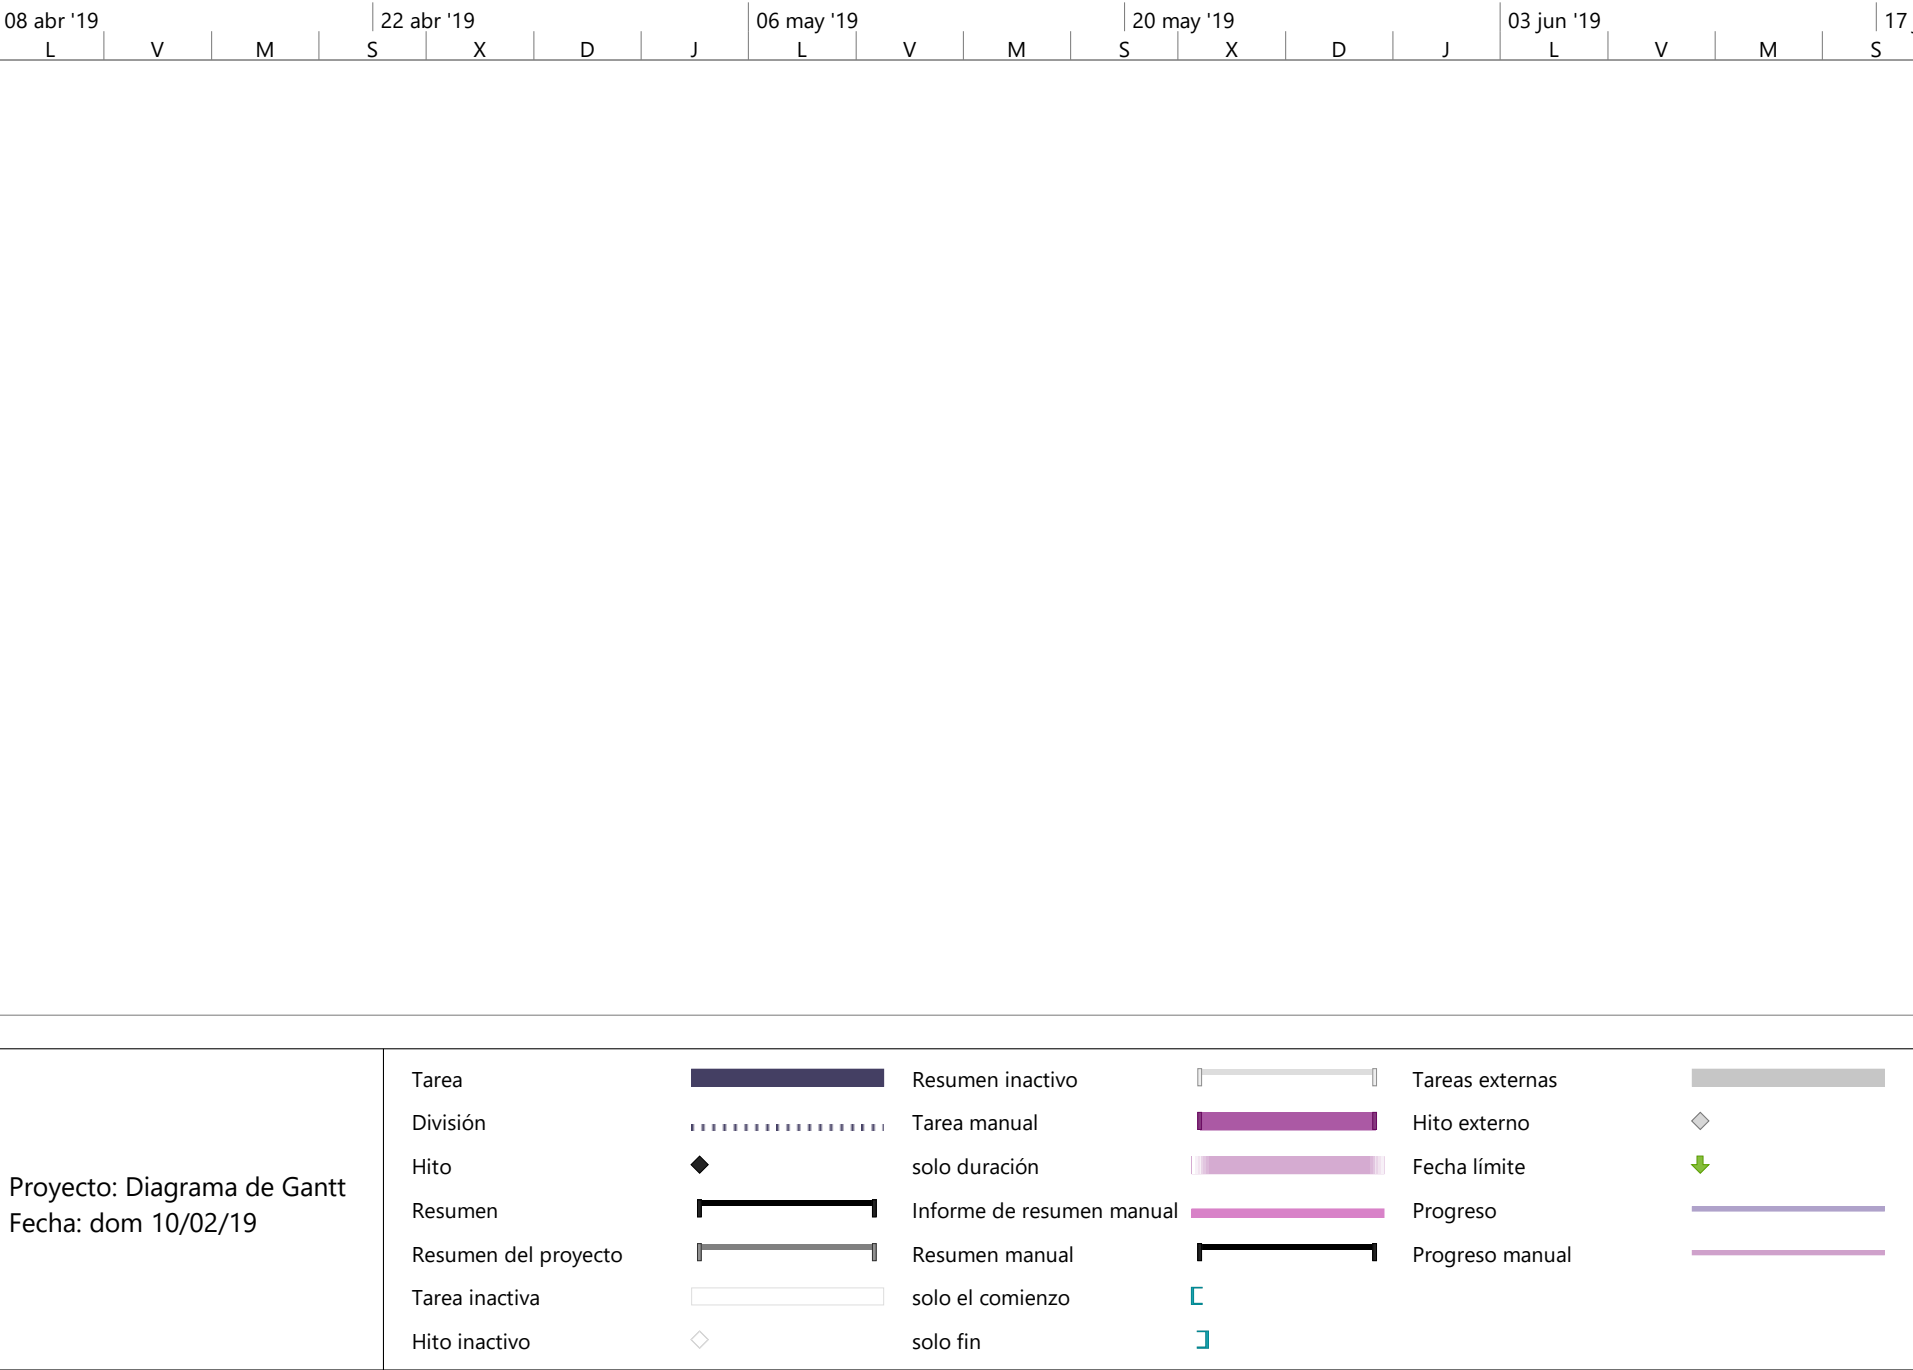 08 abr '19 22 abr '19 06 may '19 20 may '19 03 jun '19 17
L V M S X D J L V M S X D J L V M S
Proyecto: Diagrama de Gantt
Fecha: dom 10/02/19
Tarea
División
Hito
Resumen
Resumen del proyecto
Tarea inactiva
Hito inactivo
Resumen inactivo
Tarea manual
solo duración
Informe de resumen manual
Resumen manual
solo el comienzo
solo fin
Tareas externas
Hito externo
Fecha límite
Progreso
Progreso manual